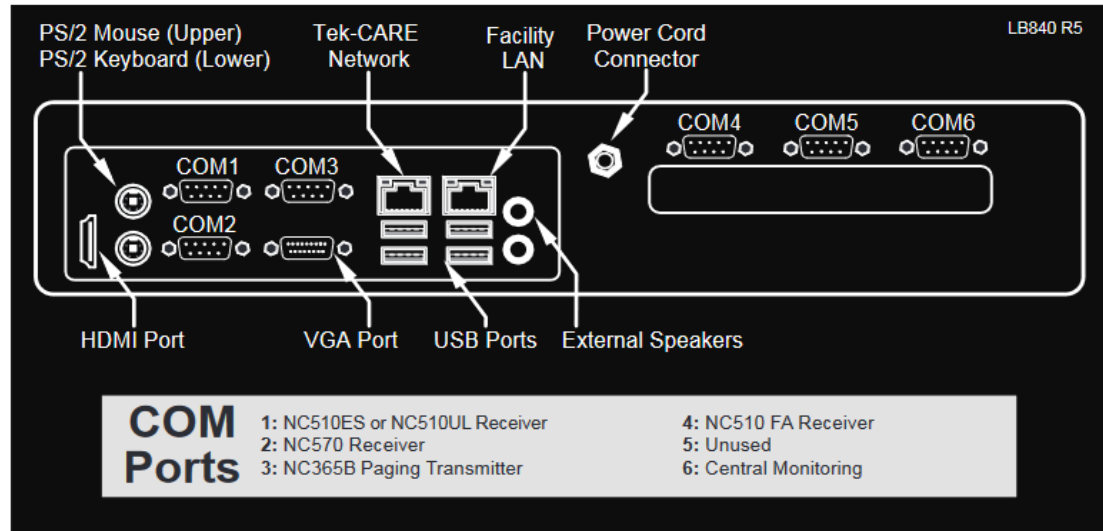 LB840 R5
PS/2 Mouse (Upper)
PS/2 Keyboard (Lower)
Tek-CARE
Network
Facility
LAN
Power Cord
Connector
COM1
COM3
COM2
COM4
COM5
COM6
HDMI Port
VGA Port
USB Ports
External Speakers
COM
Ports
1: NC510ES or NC510UL Receiver
2: NC570 Receiver
3: NC365B Paging Transmitter
4: NC510 FA Receiver
5: Unused
6: Central Monitoring